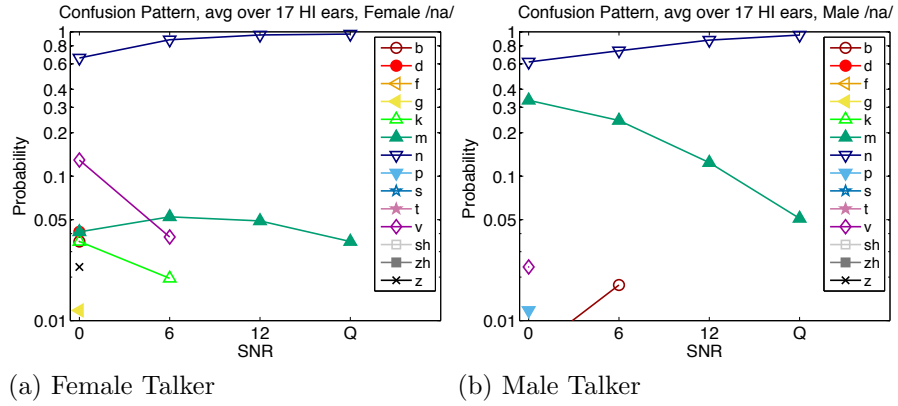 Confusion Pattern, avg over 17 HI ears, Female /na/
1
0.8
0.6
0.4
0.3
0.2
0.1
0.05
0.01
Probability
0
6
12
Q
SNR
b
d
f
g
k
m
n
p
s
t
v
sh
zh
z
(a) Female Talker
Confusion Pattern, avg over 17 HI ears, Male /na/
1
0.8
0.6
0.4
0.3
0.2
0.1
0.05
0.01
Probability
0
6
12
Q
SNR
b
d
f
g
k
m
n
p
s
t
v
sh
zh
z
(b) Male Talker